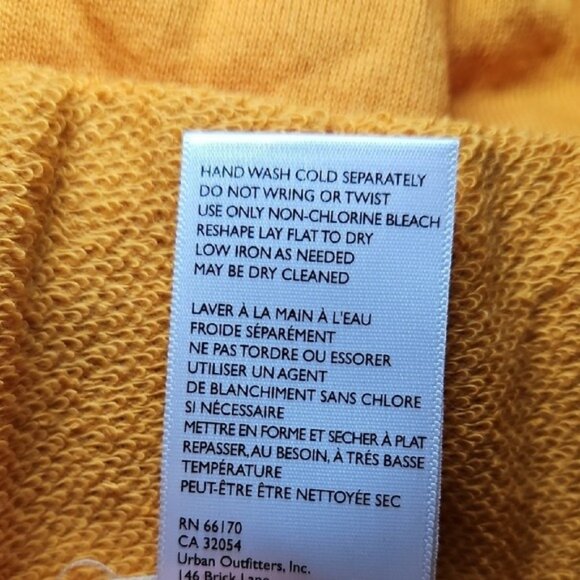 HAND WASH COLD SEPARATELY
DO NOT WRING OR TWIST
USE ONLY NON-CHLORINE BLEACH
RESHAPE LAY FLAT TO DRY
LOW IRON AS NEEDED
MAY BE DRY CLEANED
LAVER À LA MAIN À L'EAU
FROIDE SÉPARÉMENT
NE PAS TORDRE OU ESSORER
UTILISER UN AGENT
DE BLANCHIMENT SANS CHLORE
SI NÉCESSAIRE
METTRE EN FORME ET SECHER À PLAT
REPASSER, AU BESOIN, À TRÉS BASSE
TEMPÉRATURE
PEUT-ÊTRE ÊTRE NETTOYÉE SEC
RN 66170
CA 32054
Urban Outfitters, Inc.
146 Brick